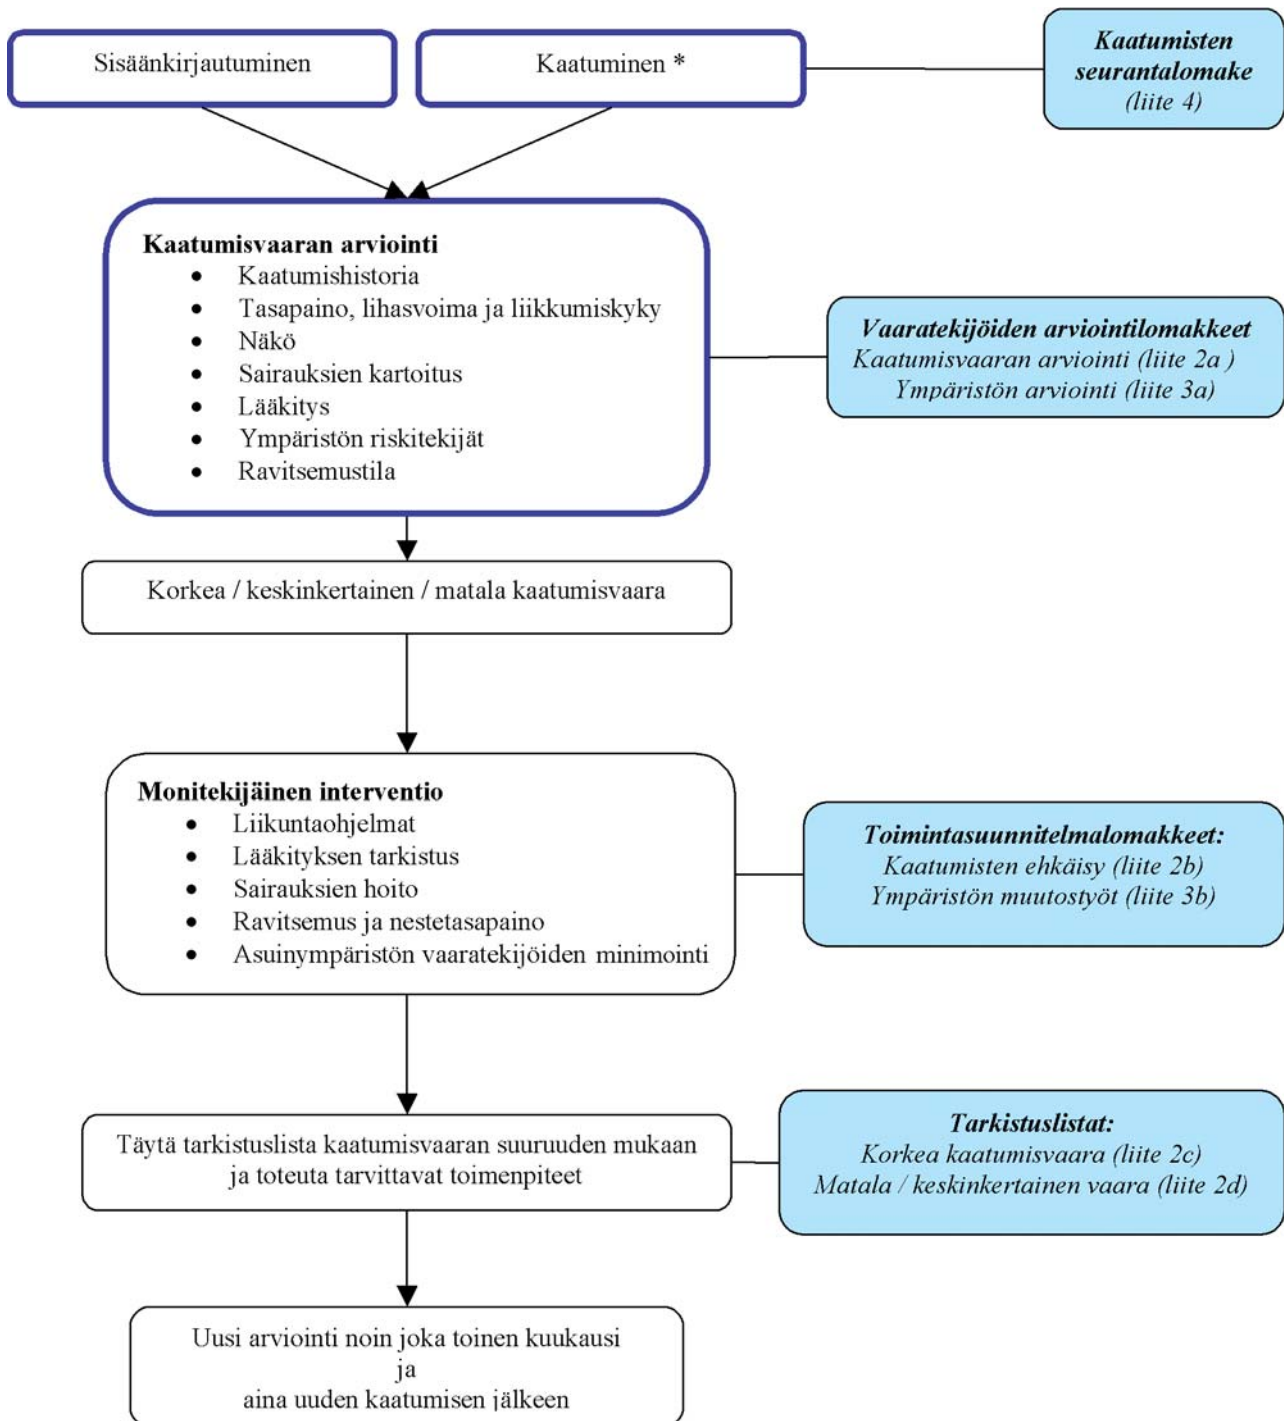 Sisäänkirjautuminen
Kaatuminen *
Kaatumisten
seurantalomake
(liite 4)
Kaatumisvaaran arviointi
• Kaatumishistoria
• Tasapaino, lihasvoima ja liikkumiskyky
• Näkö
• Sairauksien kartoitus
• Lääkitys
• Ympäristön riskitekijät
• Ravitsemustila
Vaaratekijöiden arviointilomakkeet
Kaatumisvaaran arviointi (liite 2a )
Ympäristön arviointi (liite 3a)
Korkea / keskinkertainen / matala kaatumisvaara
Monitekijäinen interventio
• Liikuntaohjelmat
• Lääkityksen tarkistus
• Sairauksien hoito
• Ravitsemus ja nestetasapaino
• Asuinympäristön vaaratekijöiden minimointi
Toimintasuunnitelmalomakkeet:
Kaatumisten ehkäisy (liite 2b)
Ympäristön muutostyöt (liite 3b)
Täytä tarkistuslista kaatumisvaaran suuruuden mukaan
ja toteuta tarvittavat toimenpiteet
Tarkistuslistat:
Korkea kaatumisvaara (liite 2c)
Matala / keskinkertainen vaara (liite 2d)
Uusi arviointi noin joka toinen kuukausi
ja
aina uuden kaatumisen jälkeen